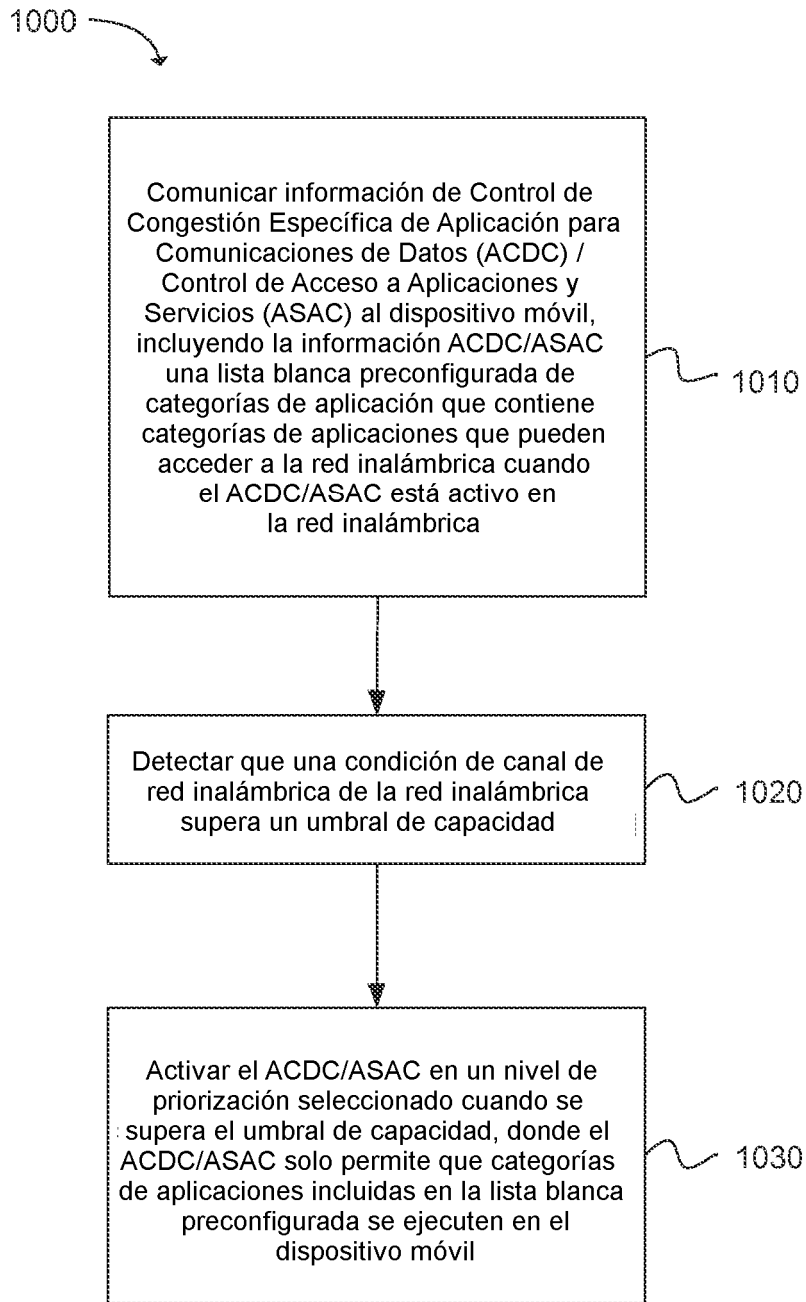 1000
Comunicar información de Control de
Congestión Específica de Aplicación para
Comunicaciones de Datos (ACDC) /
Control de Acceso a Aplicaciones y
Servicios (ASAC) al dispositivo móvil,
incluyendo la información ACDC/ASAC
una lista blanca preconfigurada de
categorías de aplicación que contiene
categorías de aplicaciones que pueden
acceder a la red inalámbrica cuando
el ACDC/ASAC está activo en
la red inalámbrica
1010
Detectar que una condición de canal de
red inalámbrica de la red inalámbrica
supera un umbral de capacidad
1020
Activar el ACDC/ASAC en un nivel de
priorización seleccionado cuando se
supera el umbral de capacidad, donde el
ACDC/ASAC solo permite que categorías
de aplicaciones incluidas en la lista blanca
preconfigurada se ejecuten en el
dispositivo móvil
1030